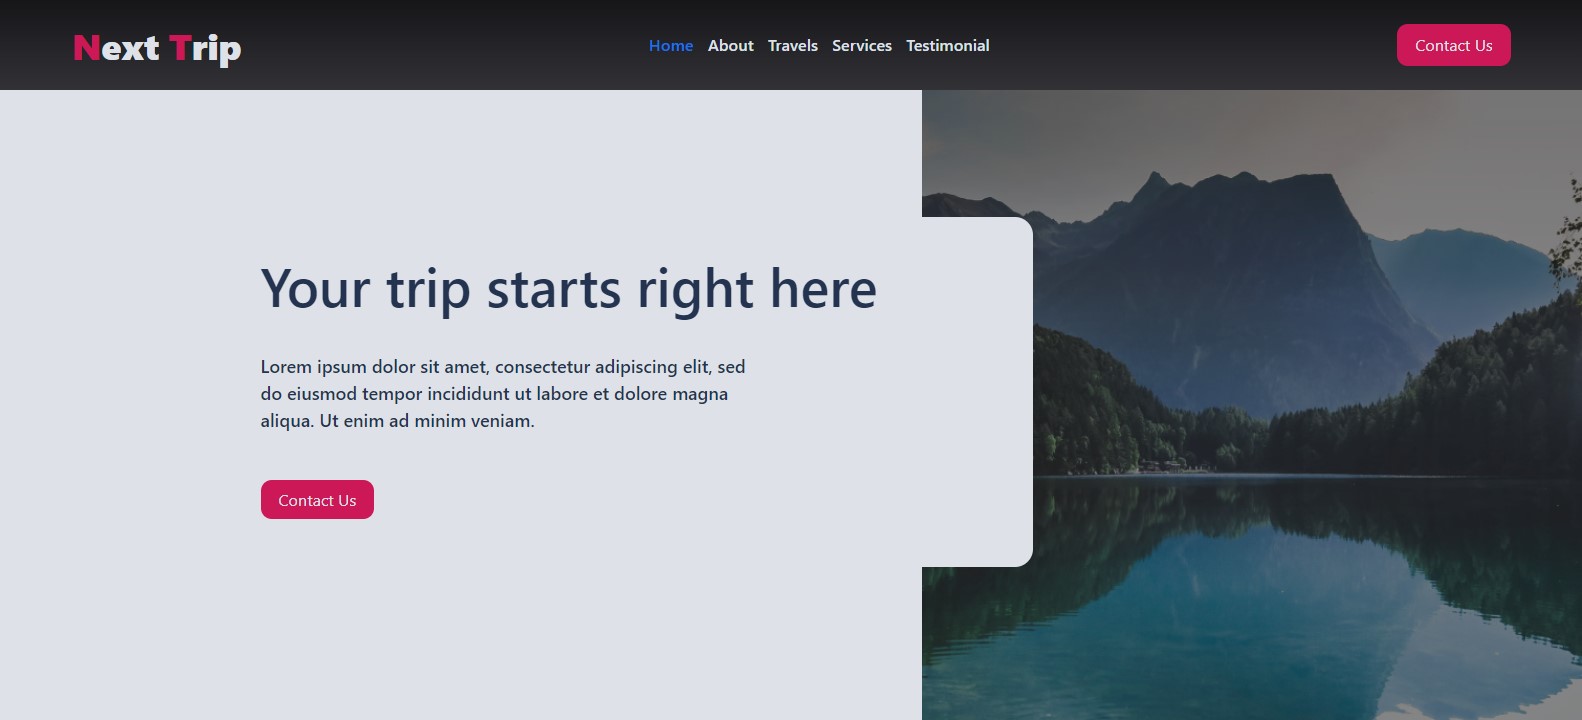 Next Trip
Home About Travels Services Testimonial
Contact Us
Your trip starts right here
Lorem ipsum dolor sit amet, consectetur adipiscing elit, sed
do eiusmod tempor incididunt ut labore et dolore magna
aliqua. Ut enim ad minim veniam.
Contact Us